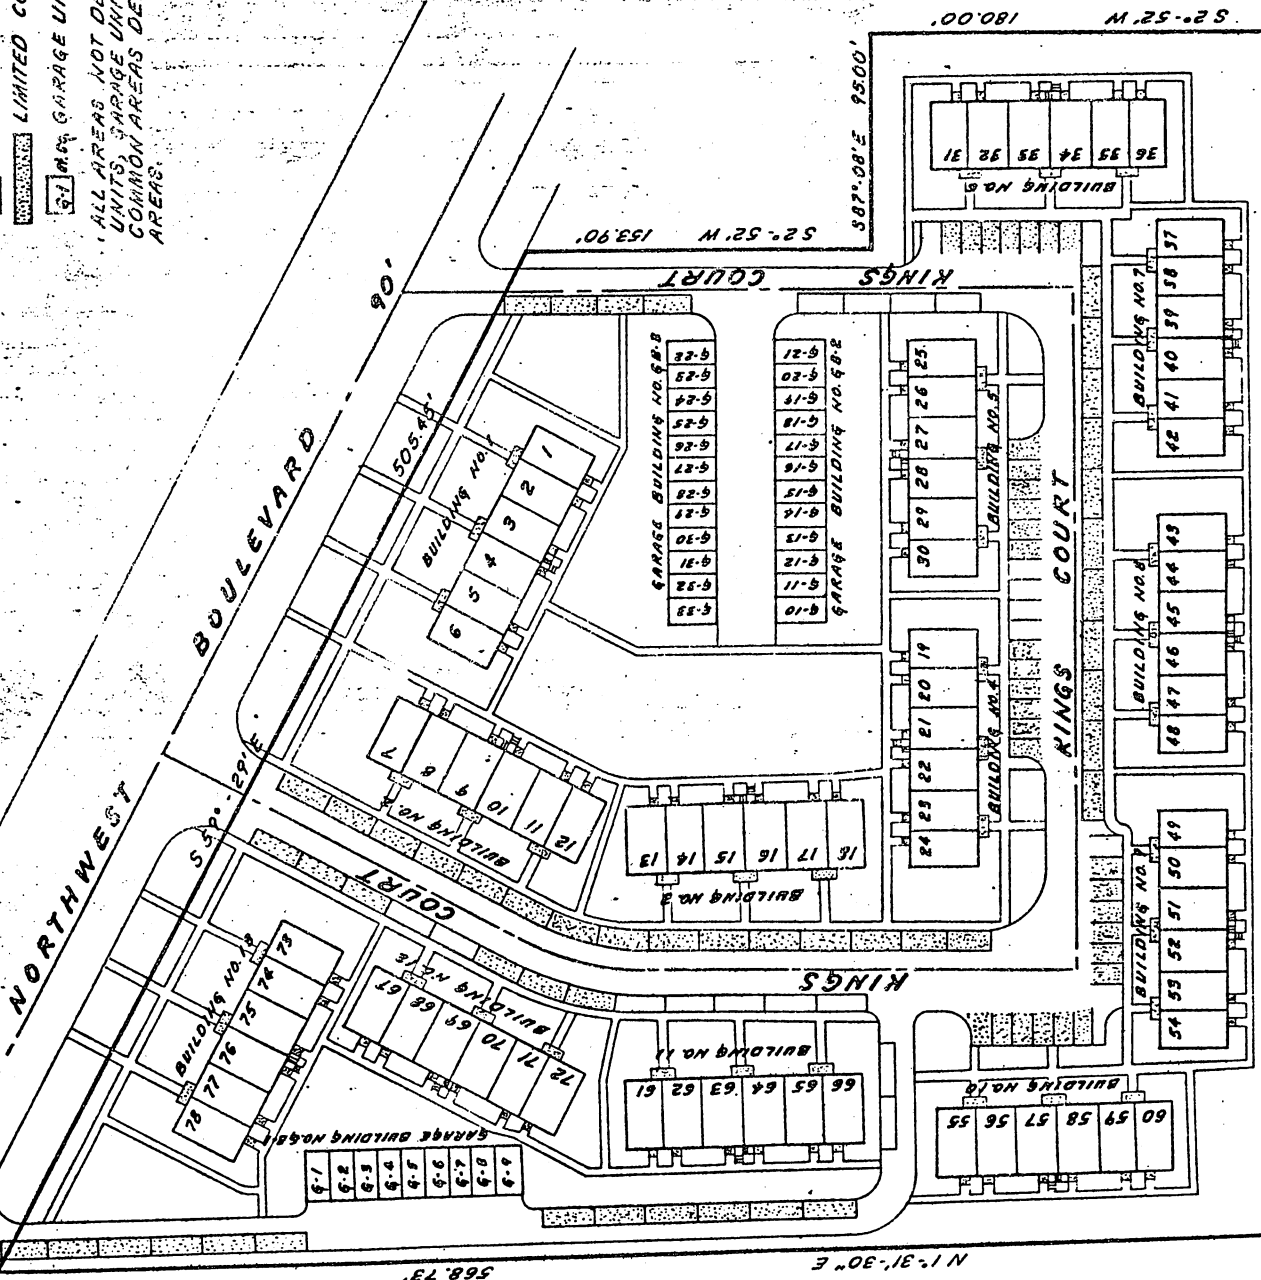 LIMITED CO
G-1 GARAGE UN
ALL AREAS NOT DE
UNITS, GARAGE UN
COMMON AREAS DE
AREAS.
S 2°-52' W 180.00'
S 87°-08' E 95.00'
S 2°-52' W 153.90'
NORTHWEST BOULEVARD 90'
S 59°-29' E
505.45'
KINGS COURT
KINGS COURT
KINGS COURT
BUILDING NO. 1
1
2
3
4
5
6
BUILDING NO.
7
8
9
10
11
12
BUILDING NO. 3
13
14
15
16
17
18
BUILDING NO. 4
19
20
21
22
23
24
BUILDING NO. 5
25
26
27
28
29
30
BUILDING NO. 6
31
32
33
34
35
36
BUILDING NO. 7
37
38
39
40
41
42
BUILDING NO. 8
43
44
45
46
47
48
BUILDING NO. 9
49
50
51
52
53
54
BUILDING NO. 10
55
56
57
58
59
60
BUILDING NO. 11
61
62
63
64
65
66
BUILDING NO. 12
67
68
69
70
71
72
BUILDING NO. 13
73
74
75
76
77
78
GARAGE BUILDING NO. GB-1
G-1
G-2
G-3
G-4
G-5
G-6
G-7
G-8
G-9
GARAGE BUILDING NO. GB-2
G-10
G-11
G-12
G-13
G-14
G-15
G-16
G-17
G-18
G-19
G-20
G-21
GARAGE BUILDING NO. GB-3
G-22
G-23
G-24
G-25
G-26
G-27
G-28
G-29
G-30
G-31
G-32
G-33
568.73'
N 1°-31'-30" E